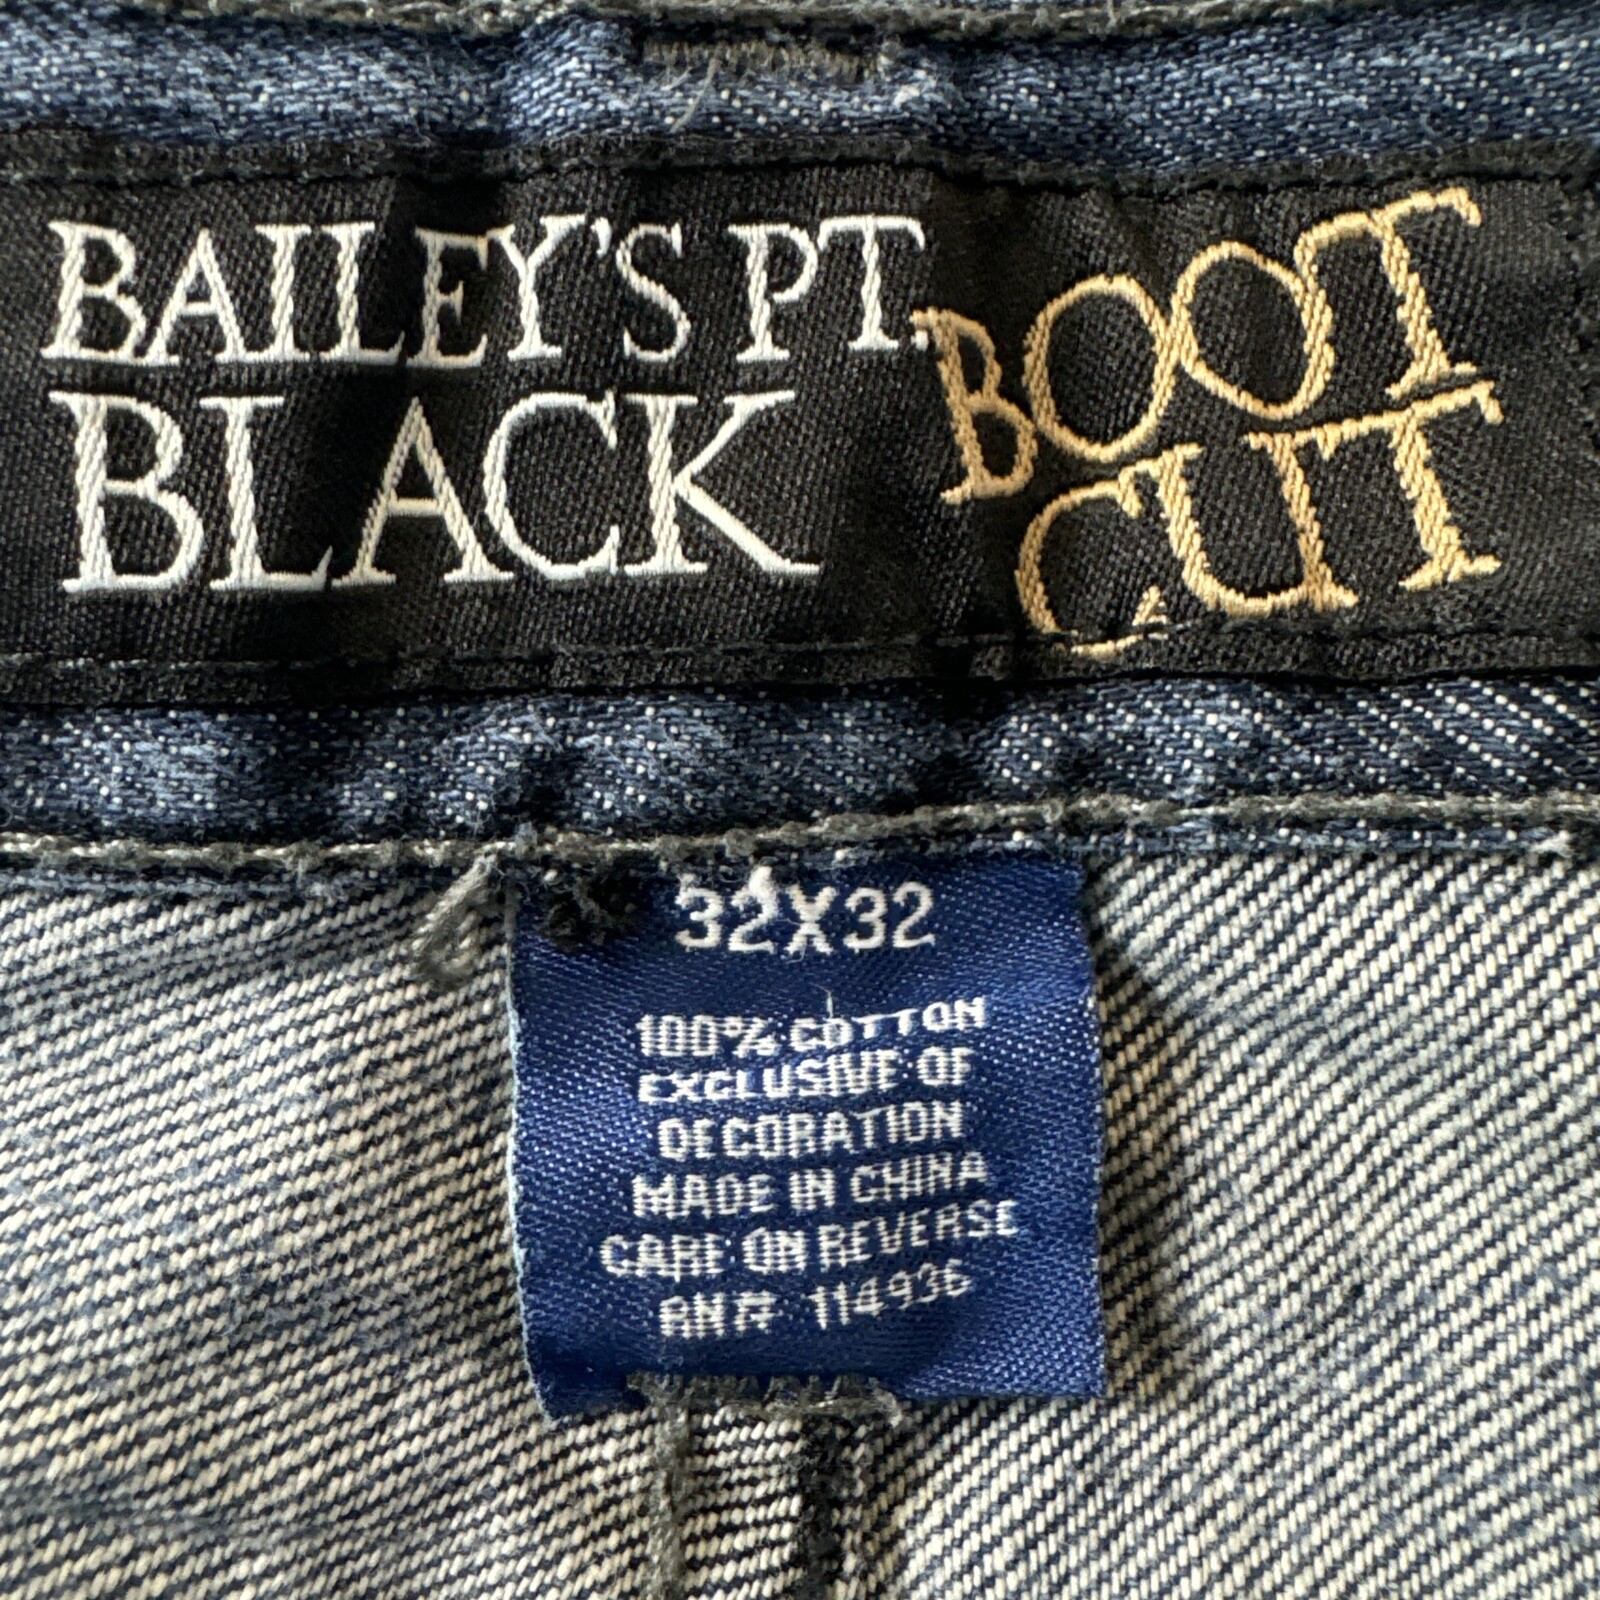 BAILEY'S PT.
BLACK
BOOT
CUT
32X32
100% COTTON
EXCLUSIVE OF
DECORATION
MADE IN CHINA
CARE ON REVERSE
RN# 114936